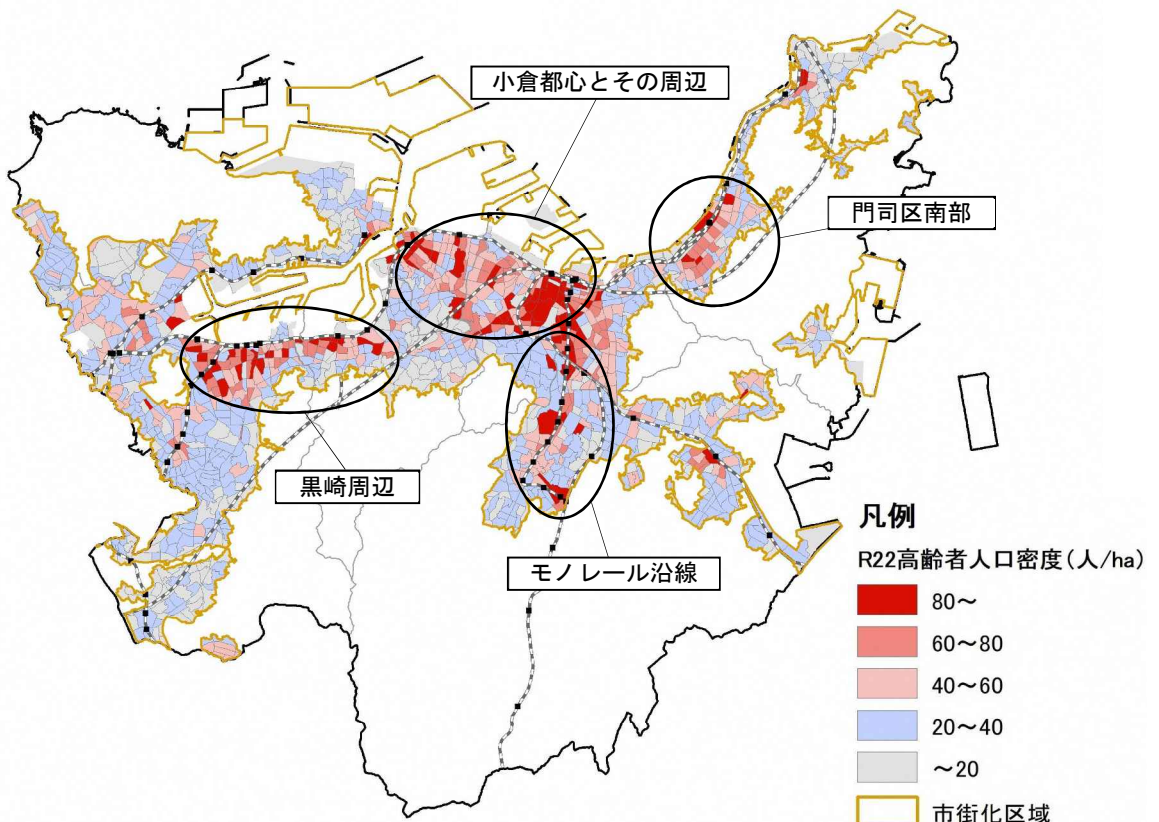 小倉都心とその周辺
門司区南部
黒崎周辺
モノレール沿線
凡例
R22高齢者人口密度(人/ha)
80～
60～80
40～60
20～40
～20
市街化区域